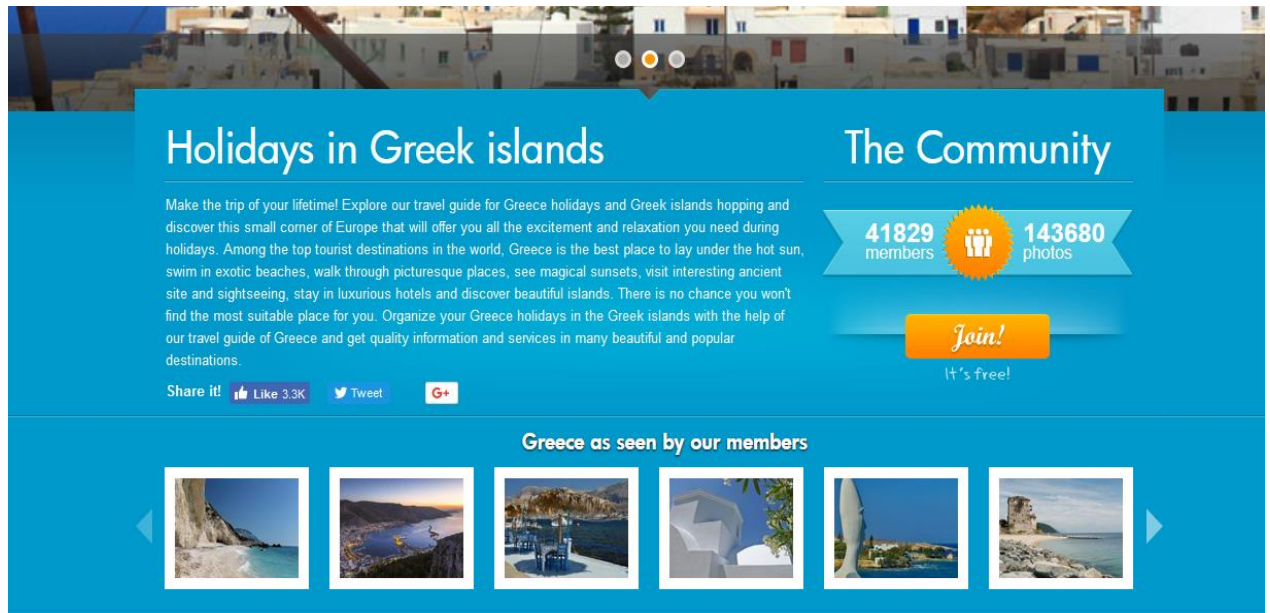 Holidays in Greek islands
Make the trip of your lifetime! Explore our travel guide for Greece holidays and Greek islands hopping and
discover this small corner of Europe that will offer you all the excitement and relaxation you need during
holidays. Among the top tourist destinations in the world, Greece is the best place to lay under the hot sun,
swim in exotic beaches, walk through picturesque places, see magical sunsets, visit interesting ancient
site and sightseeing, stay in luxurious hotels and discover beautiful islands. There is no chance you won't
find the most suitable place for you. Organize your Greece holidays in the Greek islands with the help of
our travel guide of Greece and get quality information and services in many beautiful and popular
destinations.
Share it! Like 3.3K Tweet G+
The Community
41829 143680
members photos
Join!
It's free!
Greece as seen by our members